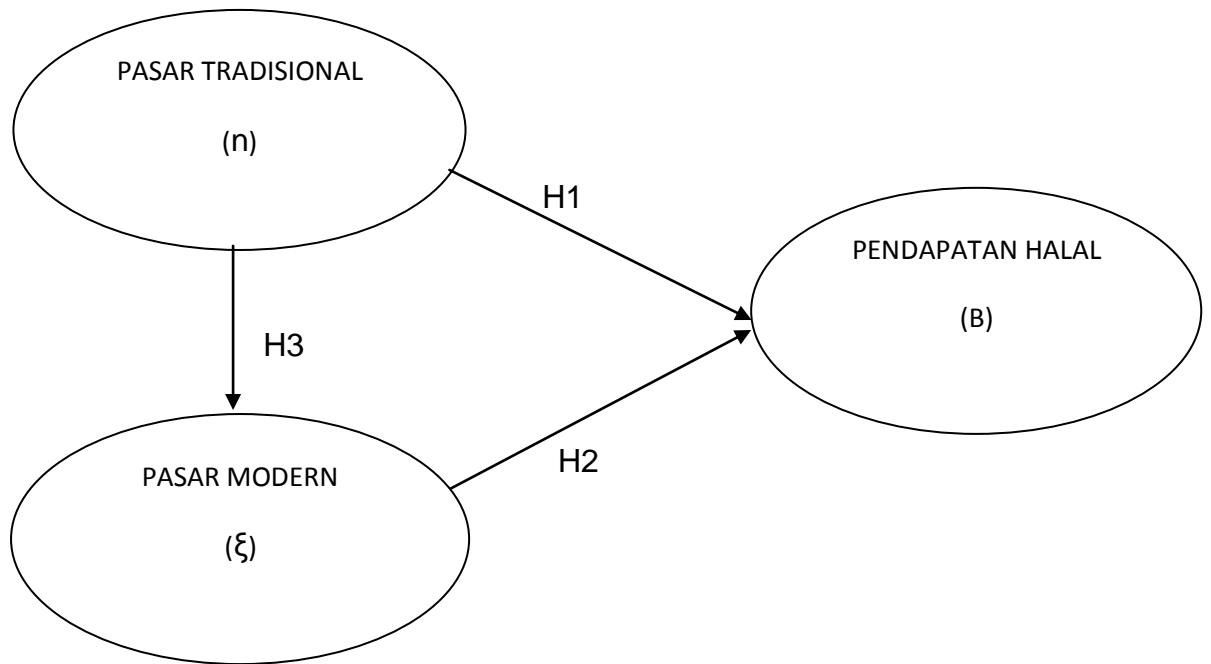 PASAR TRADISIONAL
(n)
H1
PENDAPATAN HALAL
(B)
H3
H2
PASAR MODERN
(ξ)